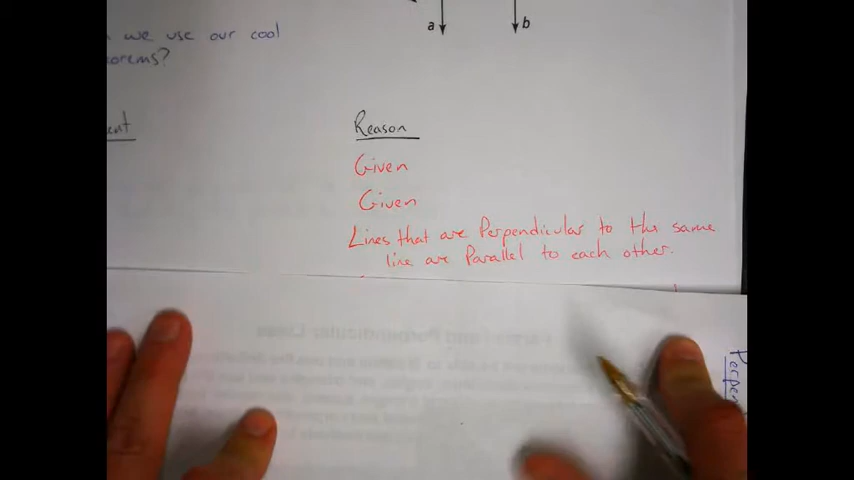 a b
we use our cool
orems?
ent
Reason
Given
Given
Lines that are Perpendicular to the same
line are Parallel to each other.
Perpen